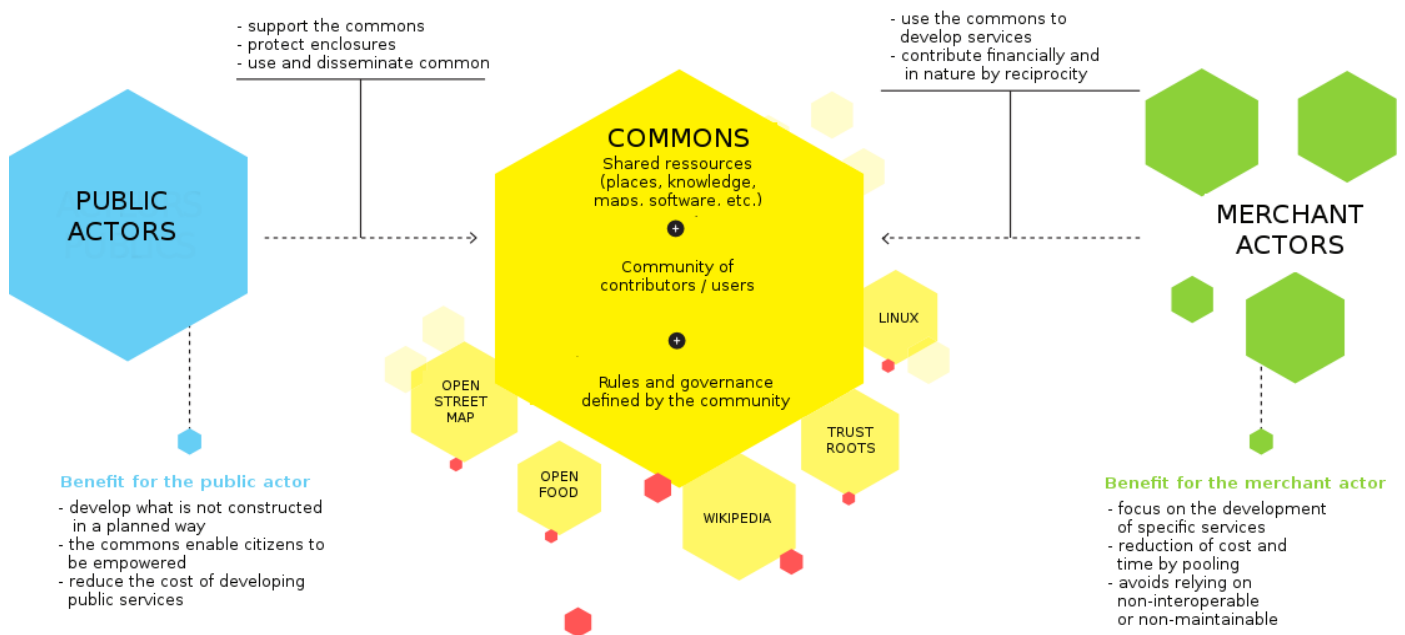 - support the commons
- protect enclosures
- use and disseminate common
- use the commons to
develop services
- contribute financially and
in nature by reciprocity
PUBLIC
ACTORS
COMMONS
Shared ressources
(places, knowledge,
maps, software, etc.)
+
Community of
contributors / users
+
Rules and governance
defined by the community
MERCHANT
ACTORS
LINUX
OPEN
STREET
MAP
TRUST
ROOTS
OPEN
FOOD
WIKIPEDIA
Benefit for the public actor
- develop what is not constructed
in a planned way
- the commons enable citizens to
be empowered
- reduce the cost of developing
public services
Benefit for the merchant actor
- focus on the development
of specific services
- reduction of cost and
time by pooling
- avoids relying on
non-interoperable
or non-maintainable